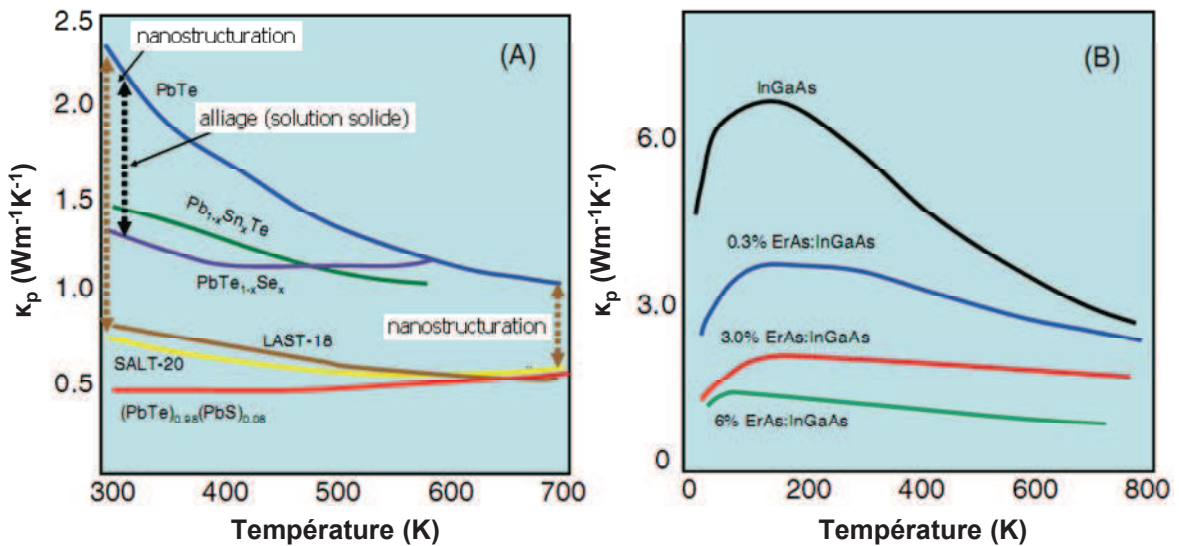 2.5
2.0
1.5
1.0
0.5
κp (Wm-1K-1)
nanostructuration
(A)
PbTe
alliage (solution solide)
Pb1-xSnxTe
PbTe1-xSex
nanostructuration
LAST-18
SALT-20
(PbTe)0.98(PbS)0.08
300 400 500 600 700
Température (K)
6.0
3.0
0
κp (Wm-1K-1)
(B)
InGaAs
0.3% ErAs:InGaAs
3.0% ErAs:InGaAs
6% ErAs:InGaAs
0 200 400 600 800
Température (K)